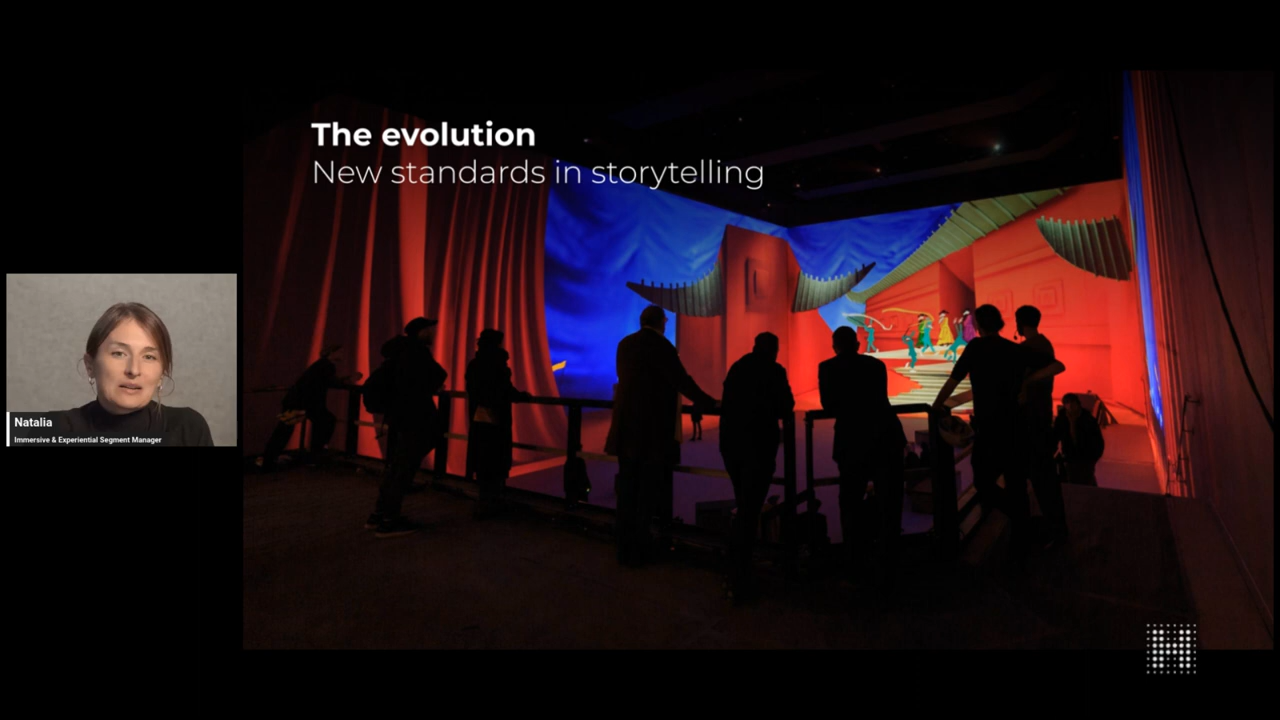 The evolution
New standards in storytelling
Natalia
Immersive & Experiential Segment Manager
H